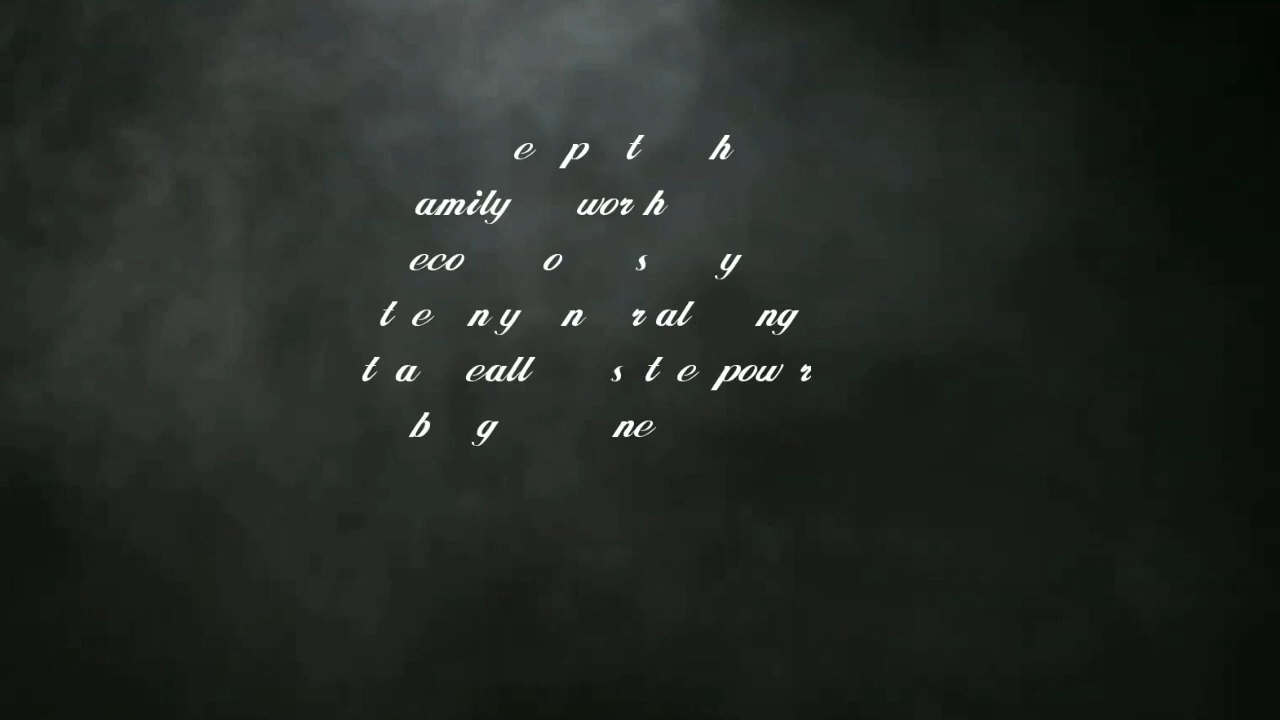 e p t h
amily wor h
eco o s y
t e n y n r al ng
t a eall s t e pow r
b g ne